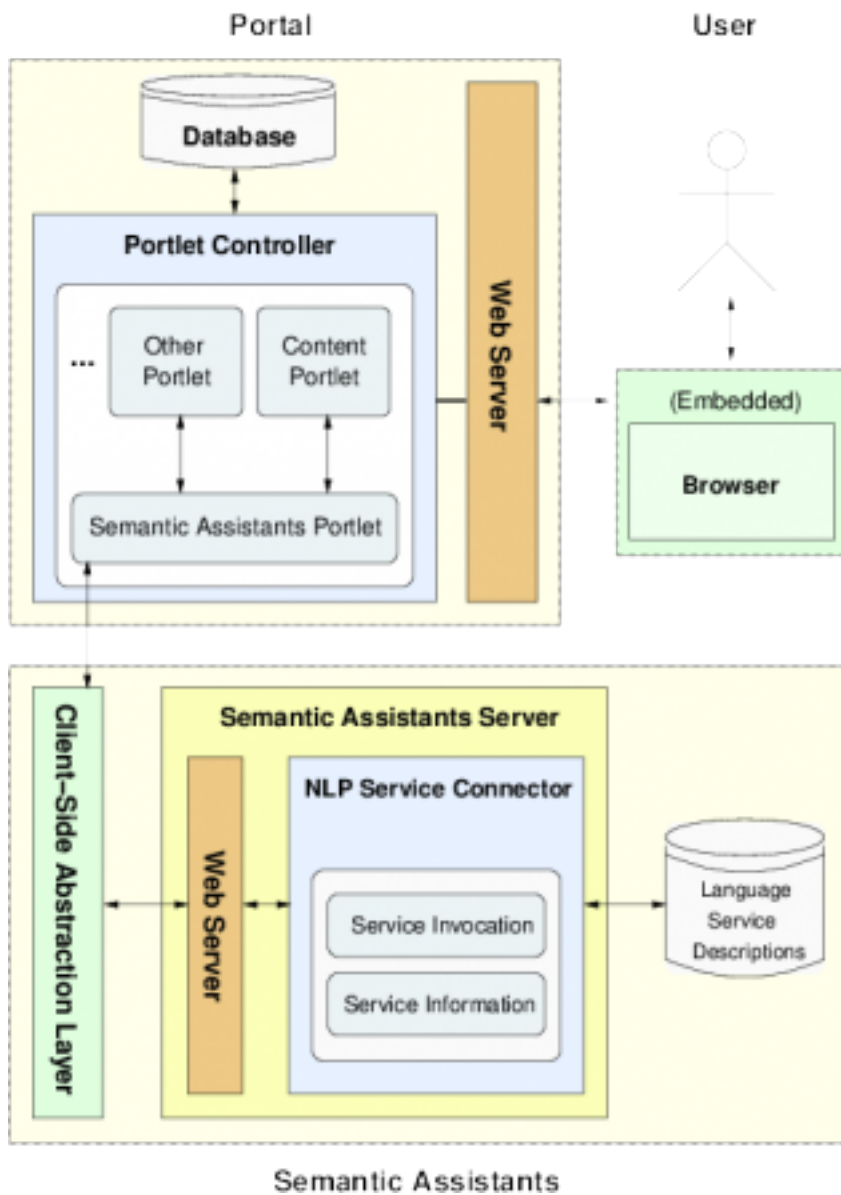 Portal
User
Database
Portlet Controller
...
Other
Portlet
Content
Portlet
Semantic Assistants Portlet
Web Server
(Embedded)
Browser
Client-Side Abstraction Layer
Semantic Assistants Server
Web Server
NLP Service Connector
Service Invocation
Service Information
Language
Service
Descriptions
Semantic Assistants